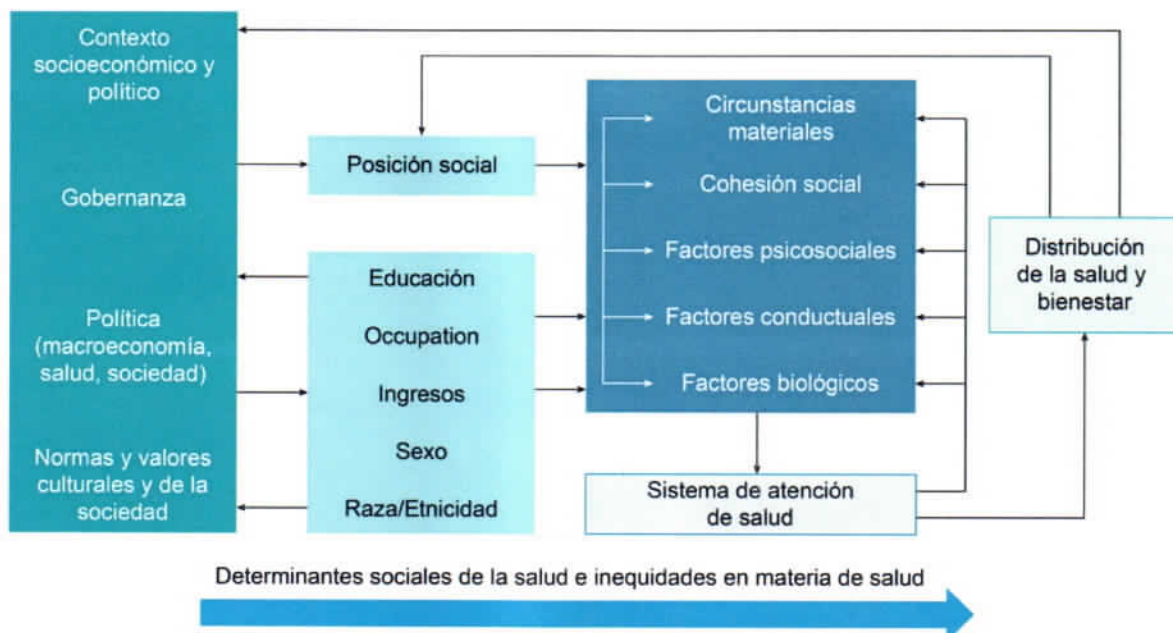 Contexto
socioeconómico y
político
Gobernanza
Política
(macroeconomía,
salud, sociedad)
Normas y valores
culturales y de la
sociedad
Posición social
Educación
Occupation
Ingresos
Sexo
Raza/Etnicidad
Circunstancias
materiales
Cohesión social
Factores psicosociales
Factores conductuales
Factores biológicos
Sistema de atención
de salud
Distribución
de la salud y
bienestar
Determinantes sociales de la salud e inequidades en materia de salud